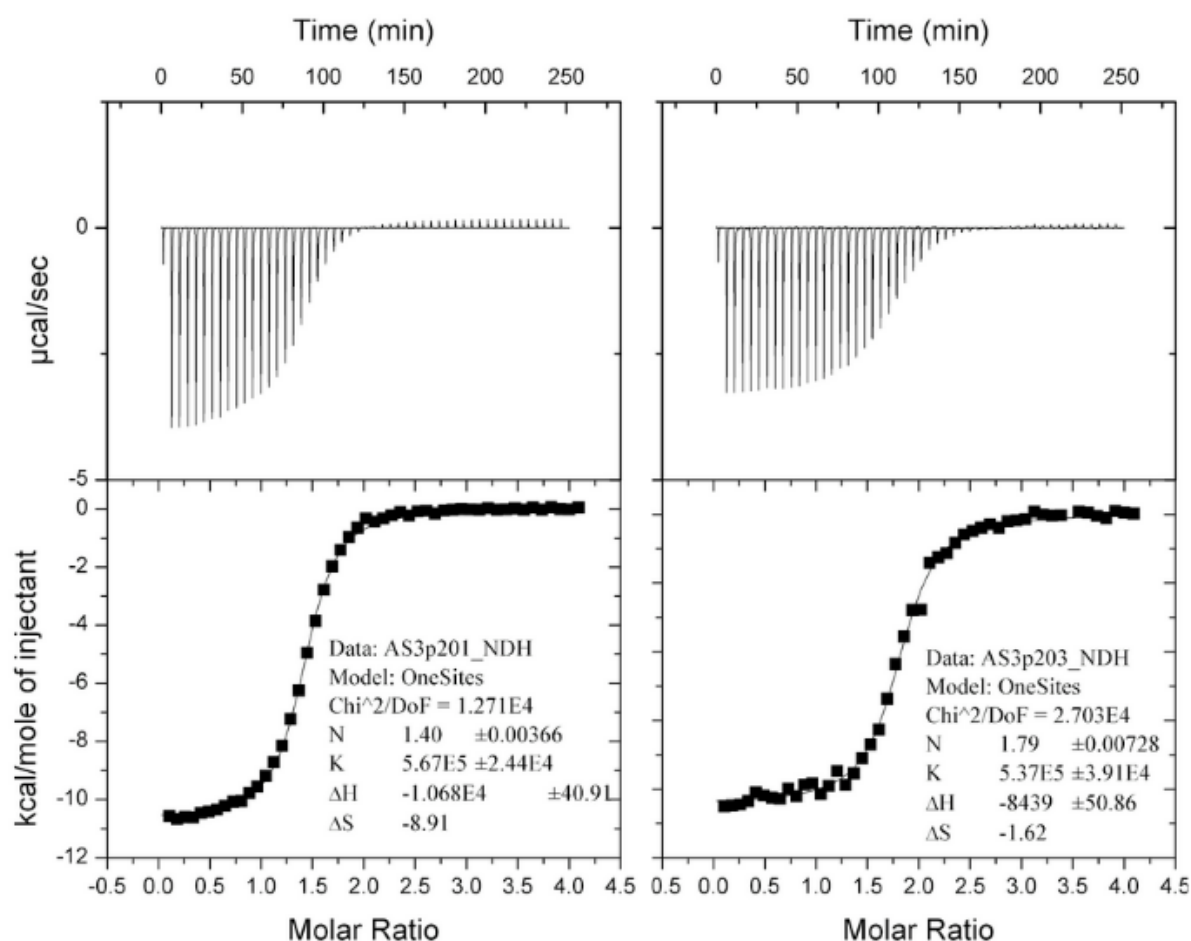 Time (min)
0 50 100 150 200 250
Time (min)
0 50 100 150 200 250
µcal/sec
0
-5
kcal/mole of injectant
0
-2
-4
-6
-8
-10
-12
Data: AS3p201_NDH
Model: OneSites
Chi^2/DoF = 1.271E4
N 1.40 ±0.00366
K 5.67E5 ±2.44E4
ΔH -1.068E4 ±40.91
ΔS -8.91
Data: AS3p203_NDH
Model: OneSites
Chi^2/DoF = 2.703E4
N 1.79 ±0.00728
K 5.37E5 ±3.91E4
ΔH -8439 ±50.86
ΔS -1.62
-0.5 0.0 0.5 1.0 1.5 2.0 2.5 3.0 3.5 4.0 4.5
Molar Ratio
0.0 0.5 1.0 1.5 2.0 2.5 3.0 3.5 4.0 4.5
Molar Ratio